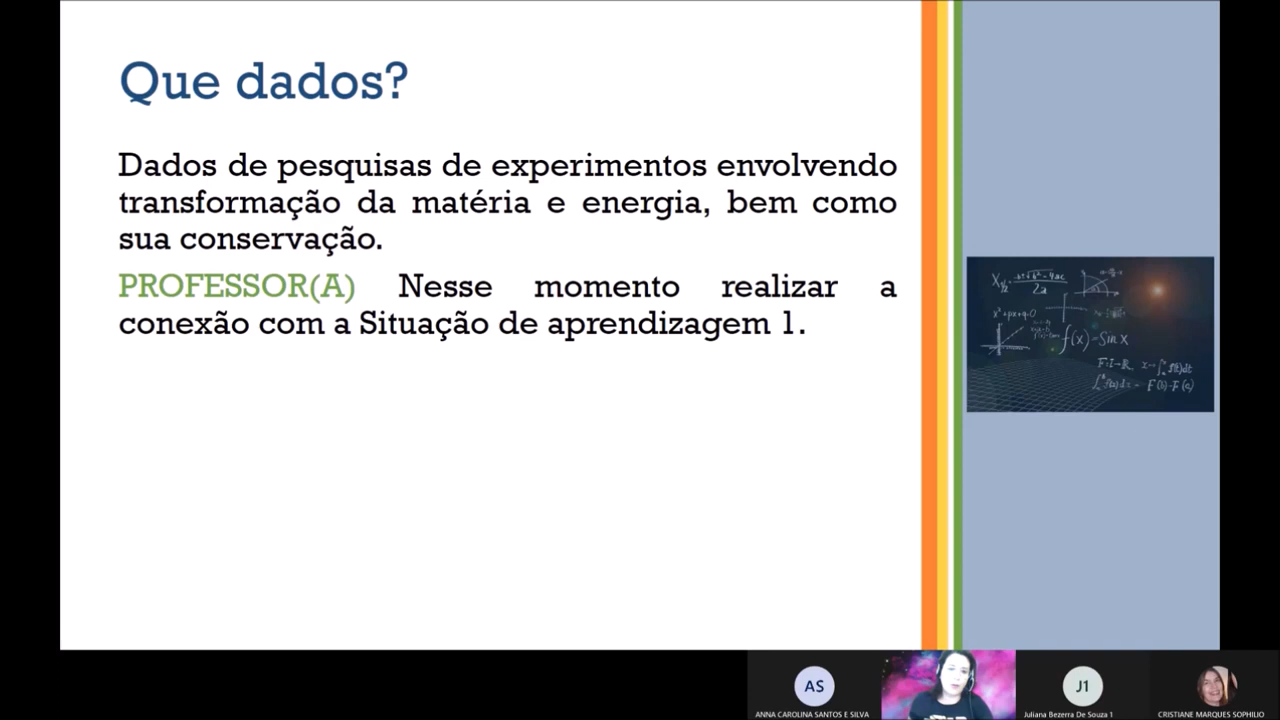 Que dados?
Dados de pesquisas de experimentos envolvendo
transformação da matéria e energia, bem como
sua conservação.
PROFESSOR(A) Nesse momento realizar a
conexão com a Situação de aprendizagem 1.
f(x)=Sin x
AS
J1
ANNA CAROLINA SANTOS E SILVA
Juliana Bezerra De Souza 1
CRISTIANE MARQUES SOPHILIO